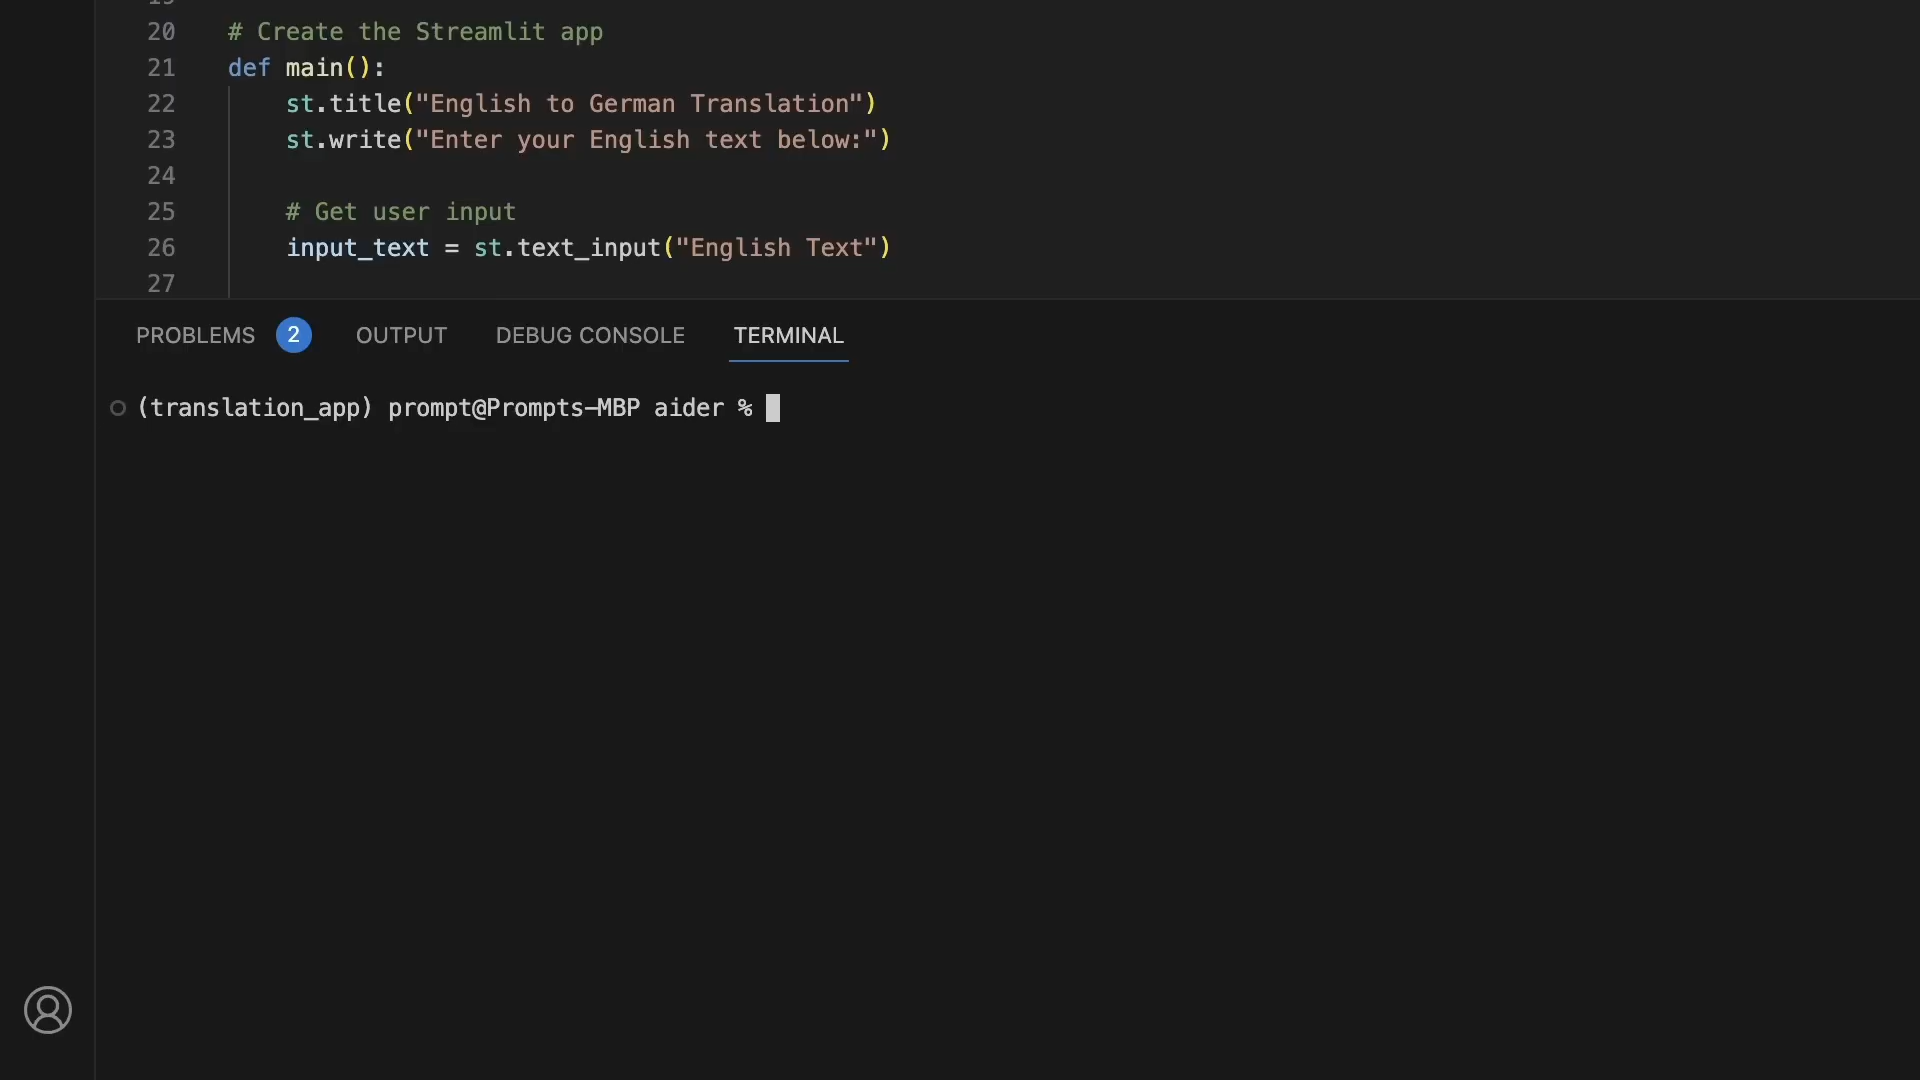 20 # Create the Streamlit app
21 def main():
22 st.title("English to German Translation")
23 st.write("Enter your English text below:")
24
25 # Get user input
26 input_text = st.text_input("English Text")
27
PROBLEMS 2 OUTPUT DEBUG CONSOLE TERMINAL
(translation_app) prompt@Prompts-MBP aider %